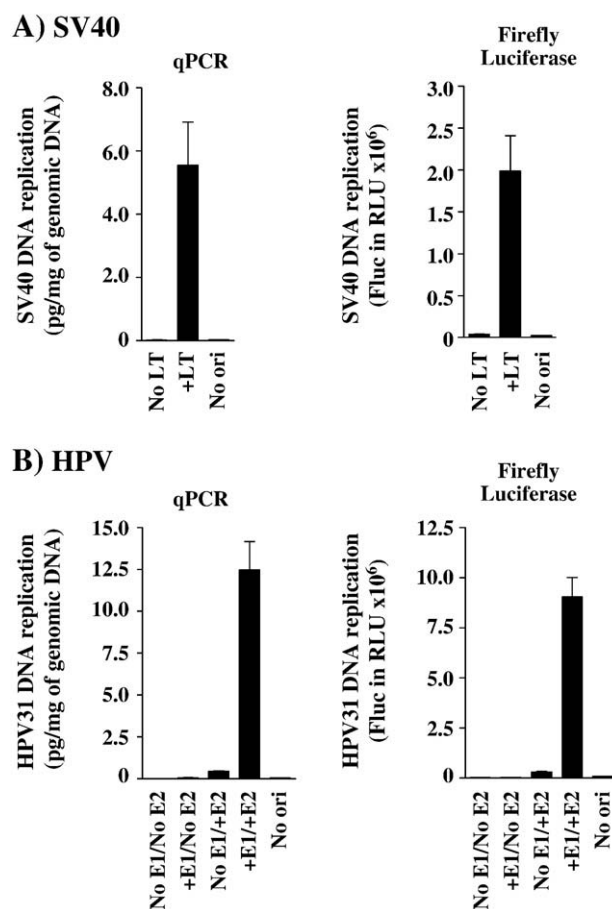 A) SV40
qPCR
SV40 DNA replication
(pg/mg of genomic DNA)
8.0
6.0
4.0
2.0
0
No LT
+LT
No ori
Firefly
Luciferase
SV40 DNA replication
(Fluc in RLU x10⁶)
3.0
2.5
2.0
1.5
1.0
0.5
0
No LT
+LT
No ori
B) HPV
qPCR
HPV31 DNA replication
(pg/mg of genomic DNA)
15.0
12.5
10.0
7.5
5.0
2.5
0
No E1/No E2
+E1/No E2
No E1/+E2
+E1/+E2
No ori
Firefly
Luciferase
HPV31 DNA replication
(Fluc in RLU x10⁶)
12.5
10.0
7.5
5.0
2.5
0
No E1/No E2
+E1/No E2
No E1/+E2
+E1/+E2
No ori